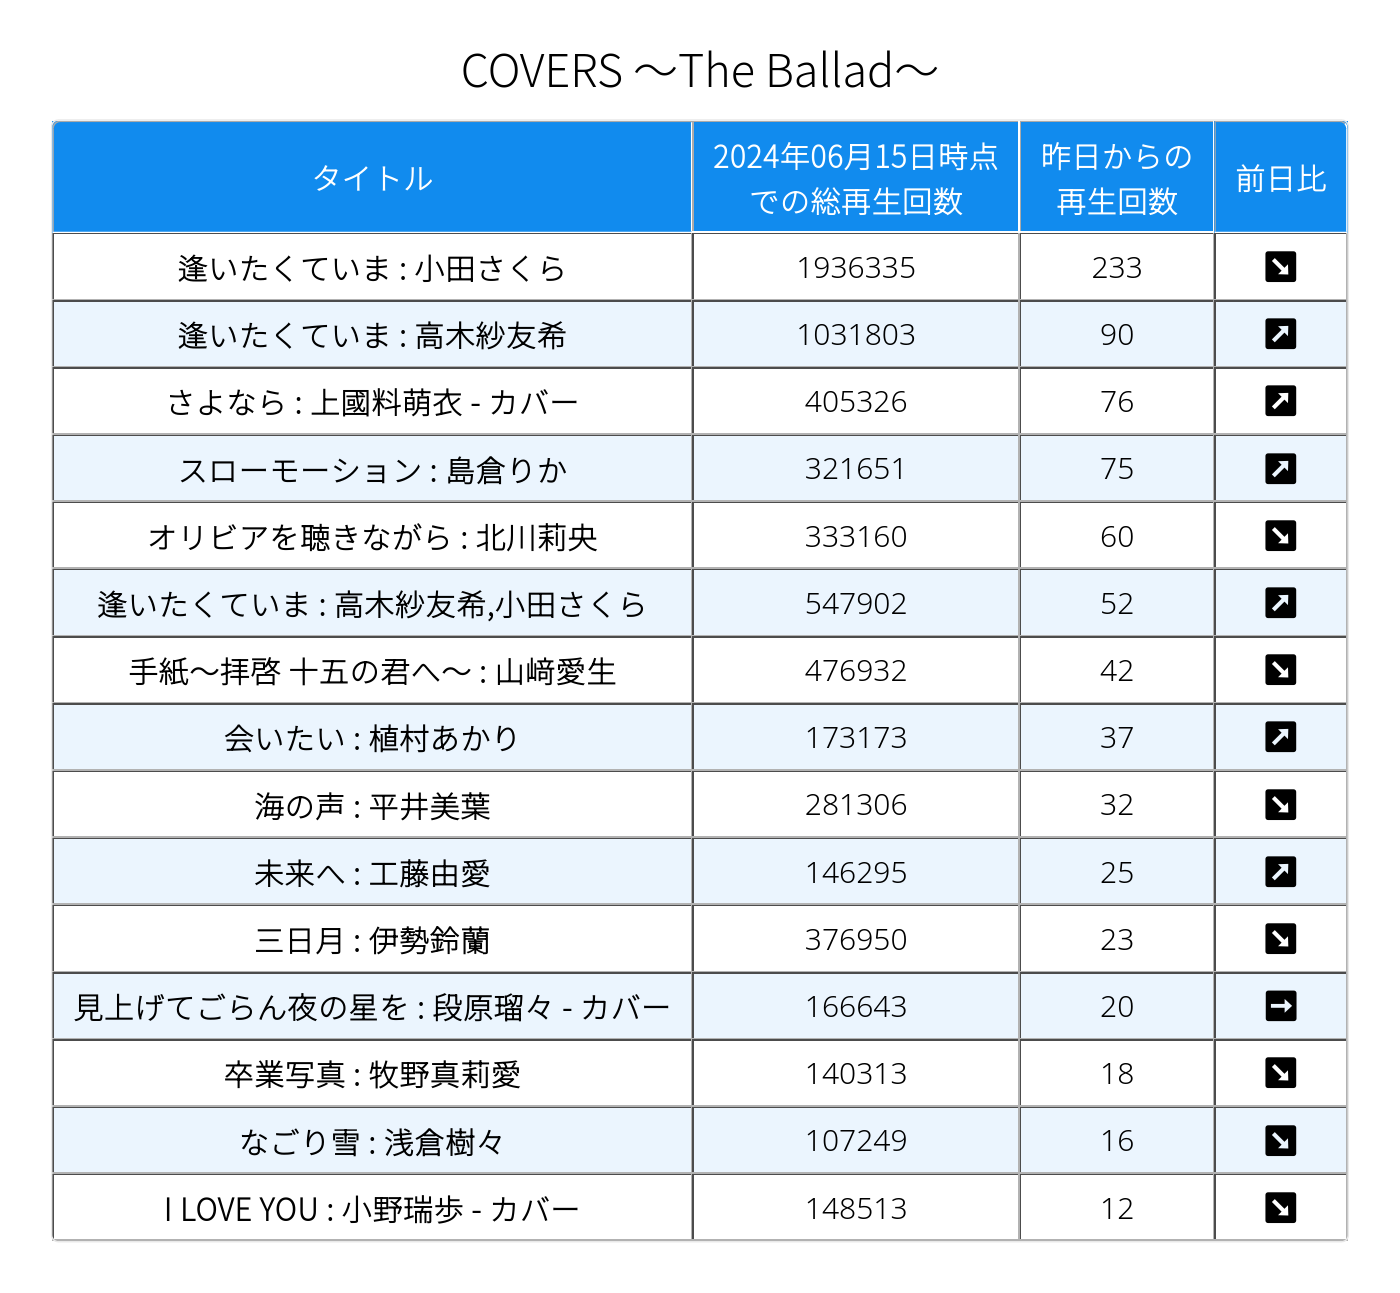 COVERS ～The Ballad～
タイトル
2024年06月15日時点
での総再生回数
昨日からの
再生回数
前日比
逢いたくていま : 小田さくら 1936335 233 ↘
逢いたくていま : 高木紗友希 1031803 90 ↗
さよなら : 上國料萌衣 - カバー 405326 76 ↗
スローモーション : 島倉りか 321651 75 ↗
オリビアを聴きながら : 北川莉央 333160 60 ↘
逢いたくていま : 高木紗友希,小田さくら 547902 52 ↗
手紙～拝啓 十五の君へ～ : 山﨑愛生 476932 42 ↘
会いたい : 植村あかり 173173 37 ↗
海の声 : 平井美葉 281306 32 ↘
未来へ : 工藤由愛 146295 25 ↗
三日月 : 伊勢鈴蘭 376950 23 ↘
見上げてごらん夜の星を : 段原瑠々 - カバー 166643 20 →
卒業写真 : 牧野真莉愛 140313 18 ↘
なごり雪 : 浅倉樹々 107249 16 ↘
I LOVE YOU : 小野瑞歩 - カバー 148513 12 ↘